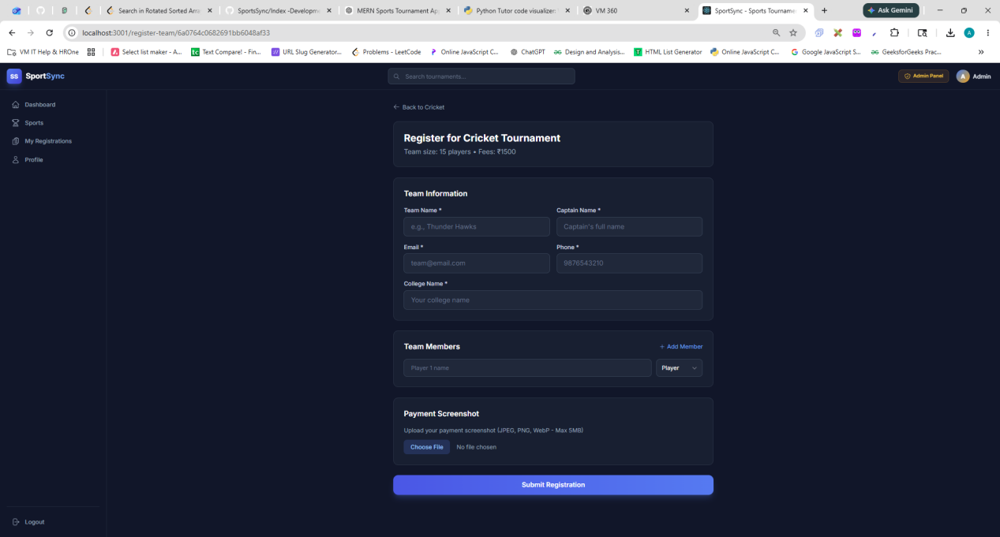 Search in Rotated Sorted Arra
SportsSync/Index -Developme
MERN Sports Tournament Ap
Python Tutor code visualizer:
VM 360
SportSync - Sports Tourname
Ask Gemini
localhost:3001/register-team/6a0764c0682691bb6048af33
A
VM IT Help & HROne
Select list maker - A...
Text Compare! - Fin...
URL Slug Generator...
Problems - LeetCode
Online JavaScript C...
ChatGPT
Design and Analysis...
HTML List Generator
Online JavaScript C...
Google JavaScript S...
GeeksforGeeks Prac...
SS SportSync
Search tournaments...
Admin Panel
A Admin
Dashboard
Sports
My Registrations
Profile
Logout
← Back to Cricket
Register for Cricket Tournament
Team size: 15 players • Fees: ₹1500
Team Information
Team Name * Captain Name *
e.g., Thunder Hawks Captain's full name
Email * Phone *
team@email.com 9876543210
College Name *
Your college name
Team Members + Add Member
Player 1 name Player
Payment Screenshot
Upload your payment screenshot (JPEG, PNG, WebP - Max 5MB)
Choose File No file chosen
Submit Registration